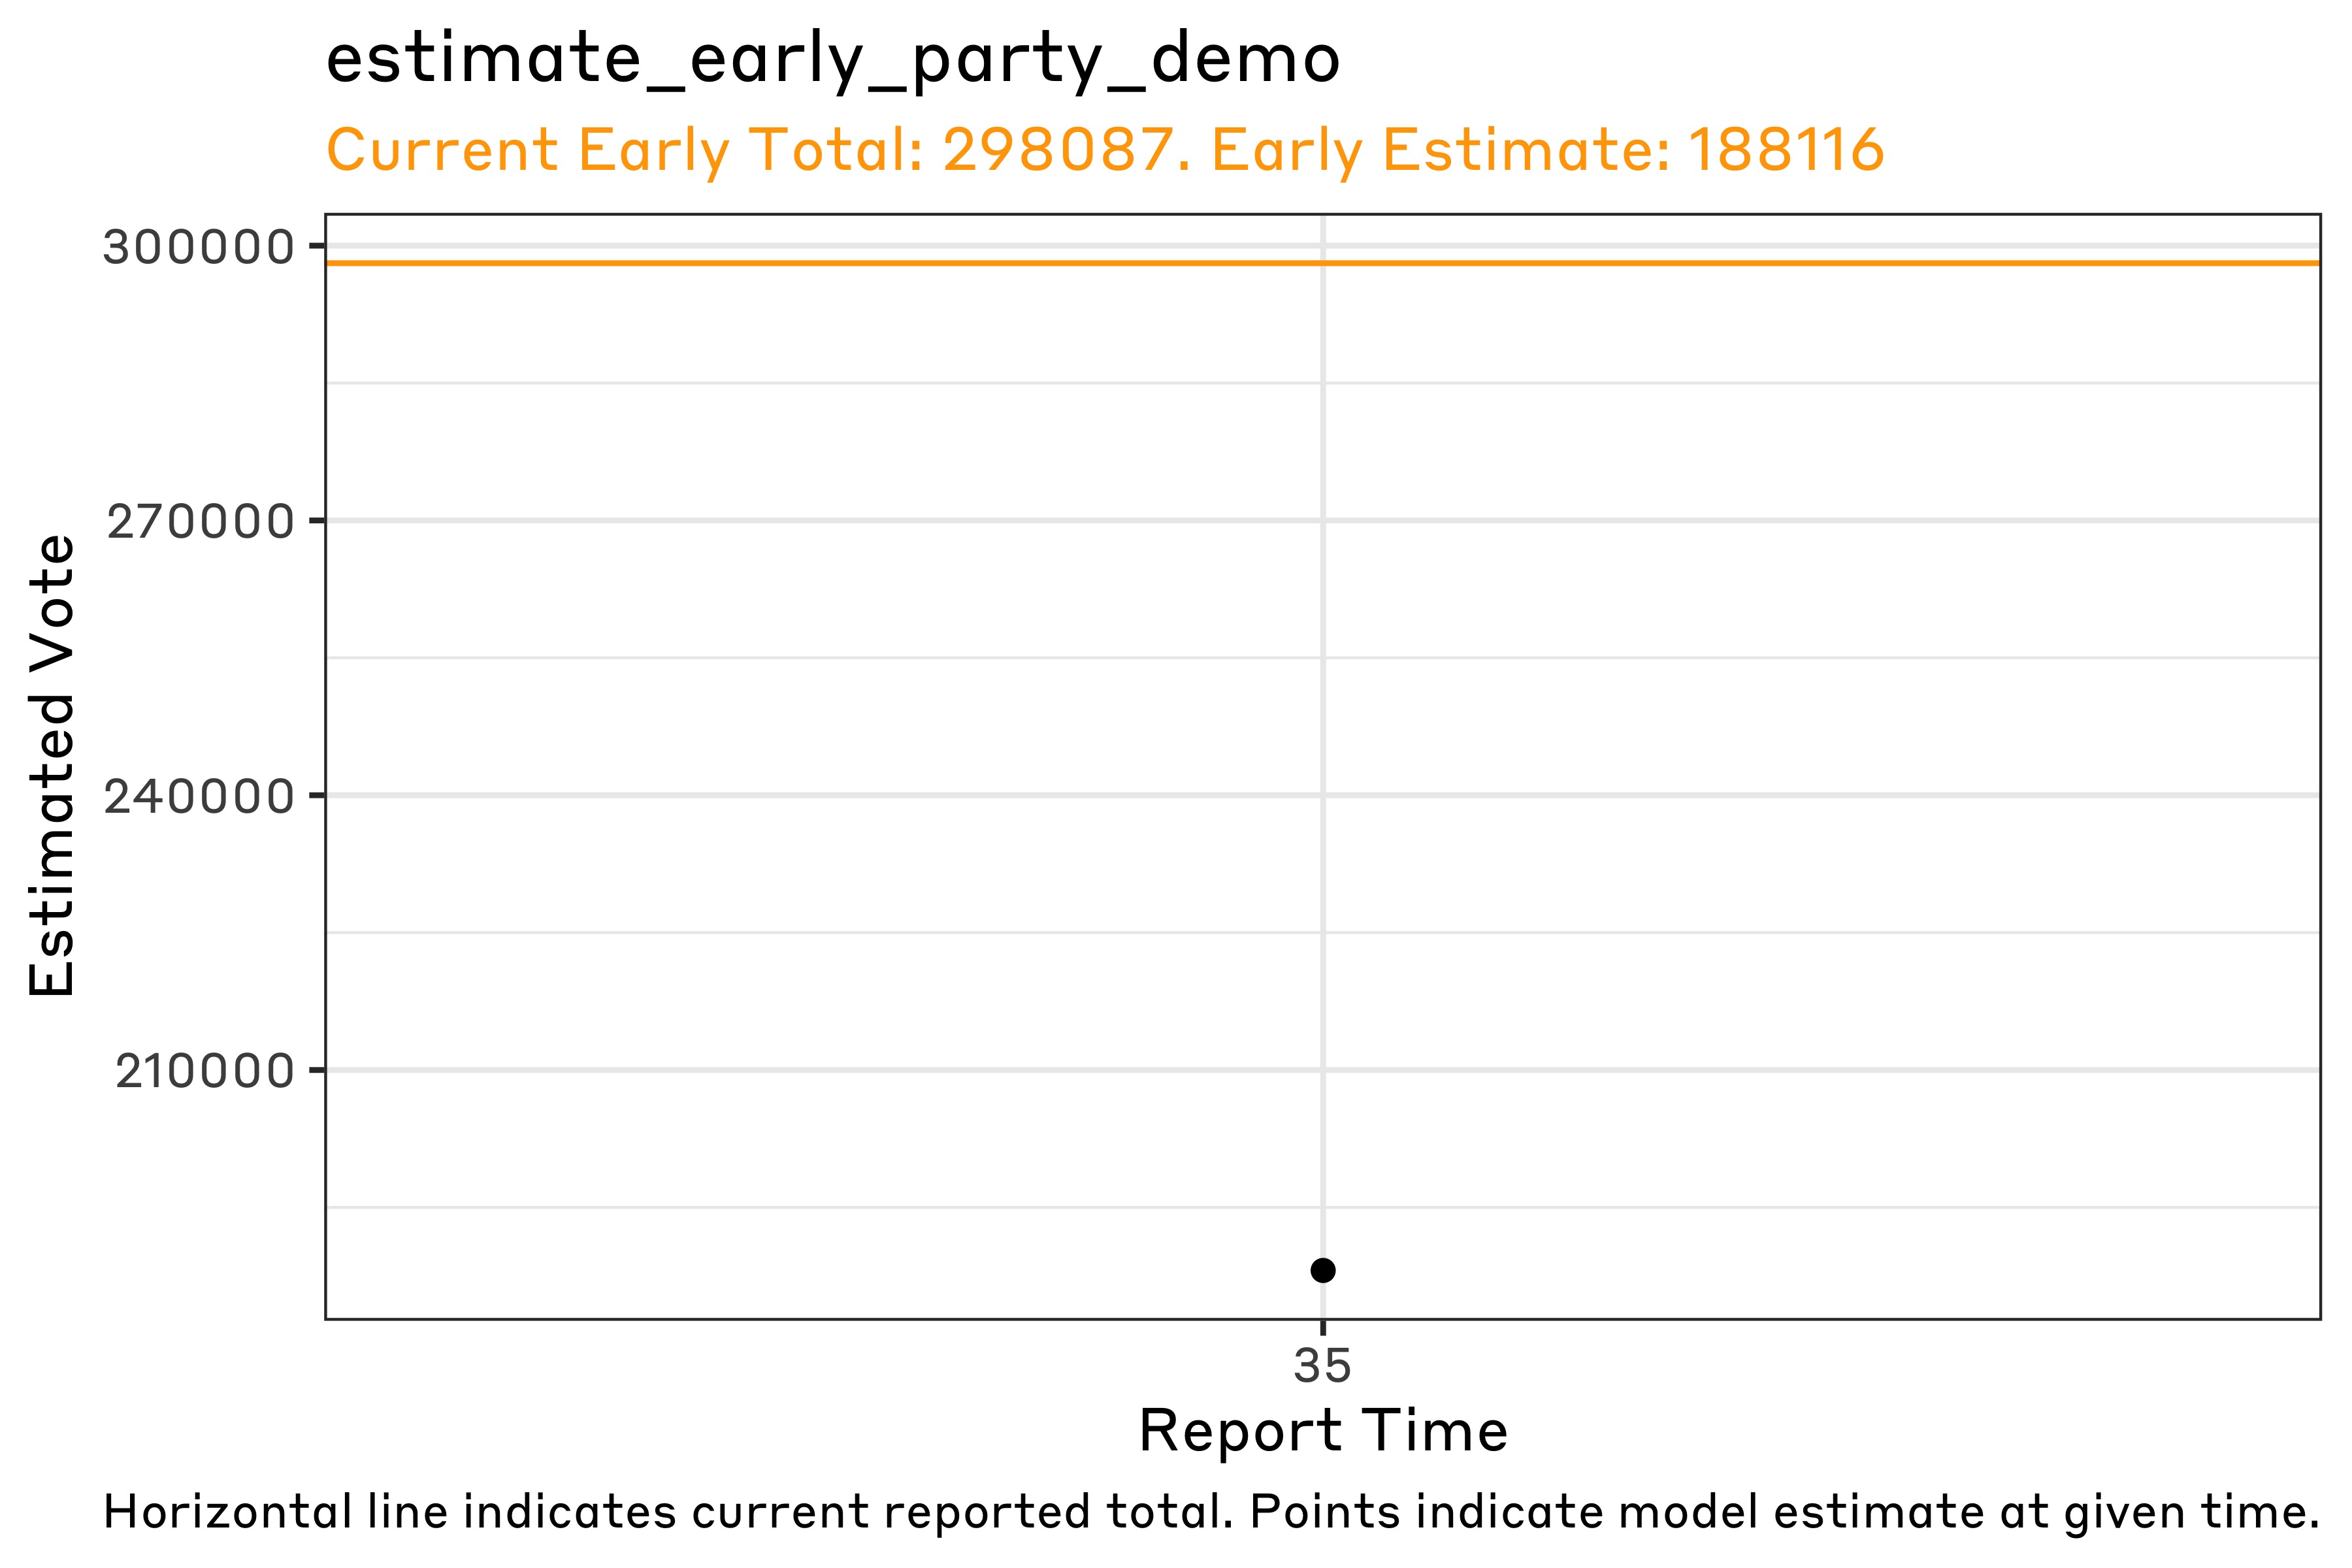 estimate_early_party_demo
Current Early Total: 298087. Early Estimate: 188116
300000
270000
240000
210000
Estimated Vote
35
Report Time
Horizontal line indicates current reported total. Points indicate model estimate at given time.